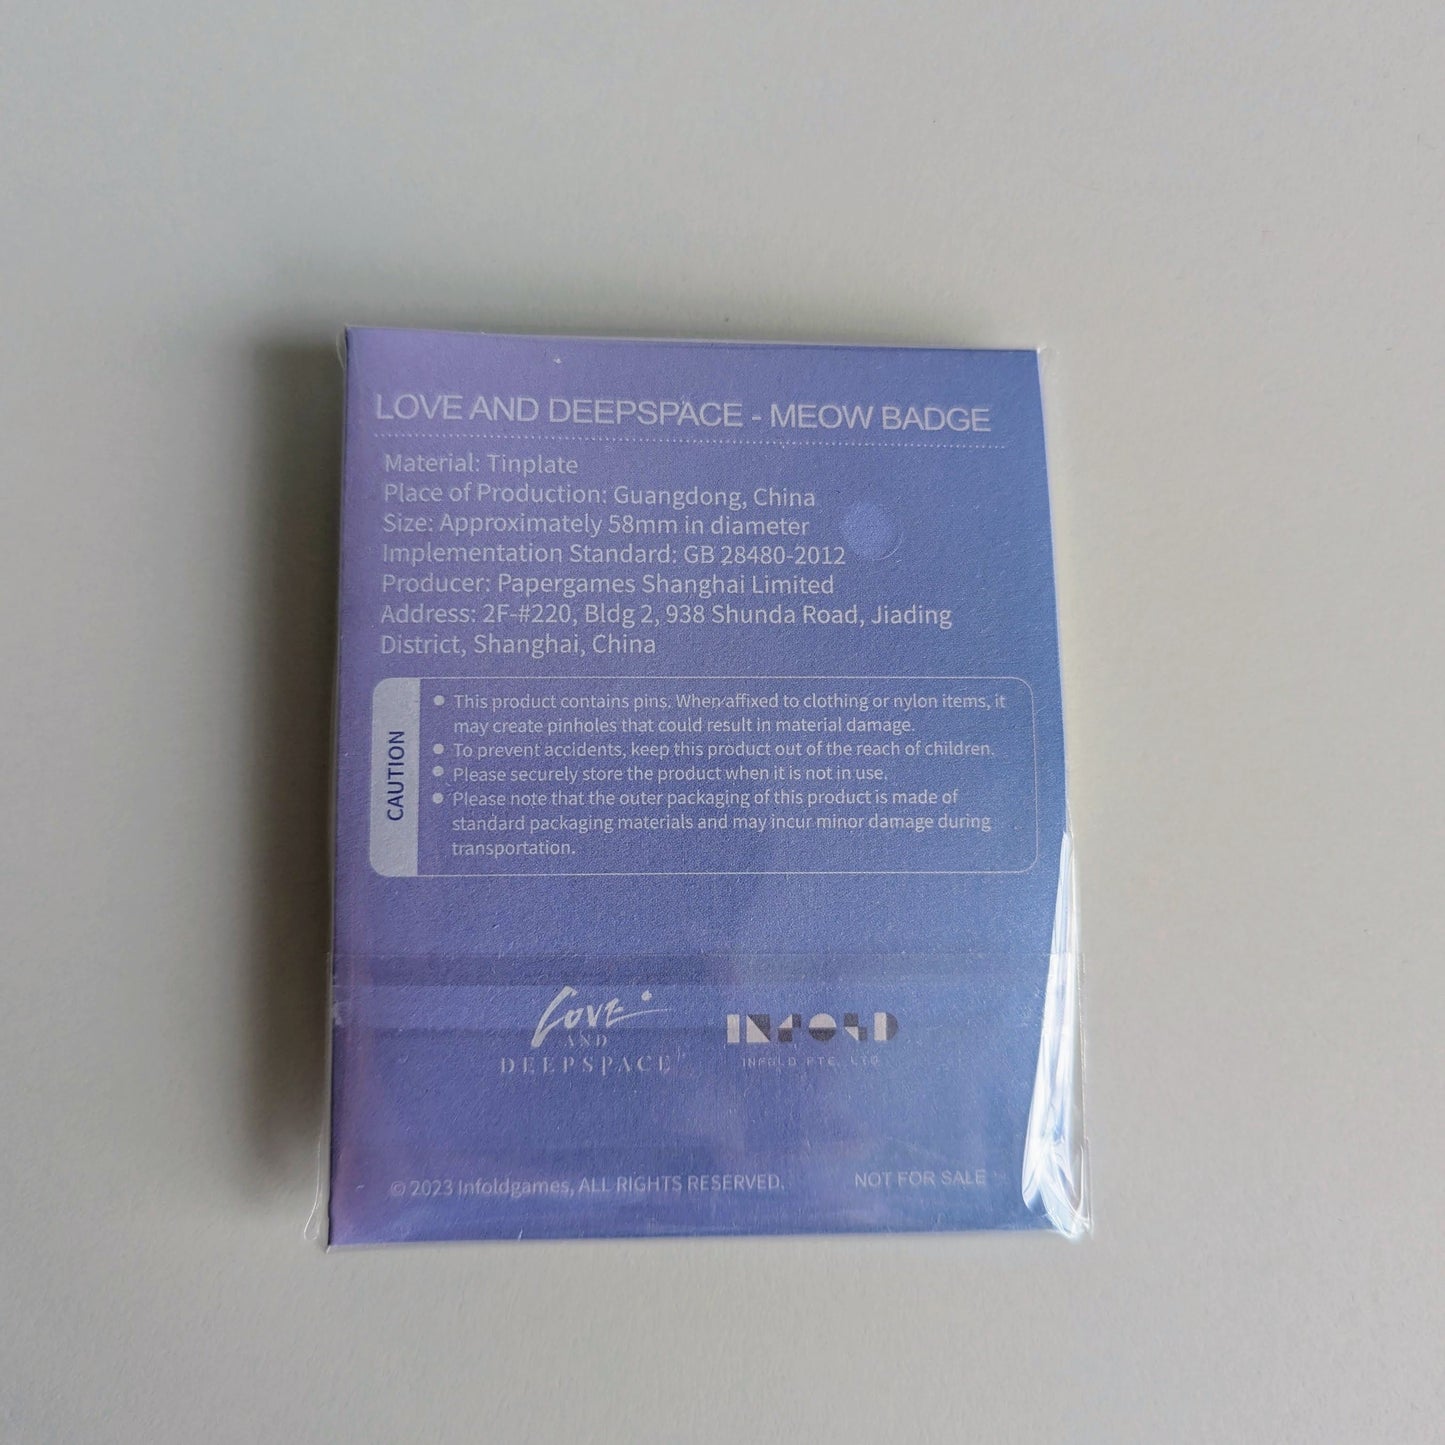 LOVE AND DEEPSPACE - MEOW BADGE
Material: Tinplate
Place of Production: Guangdong, China
Size: Approximately 58mm in diameter
Implementation Standard: GB 28480-2012
Producer: Papergames Shanghai Limited
Address: 2F-#220, Bldg 2, 938 Shunda Road, Jiading
District, Shanghai, China
CAUTION
● This product contains pins. When affixed to clothing or nylon items, it
may create pinholes that could result in material damage.
● To prevent accidents, keep this product out of the reach of children.
● Please securely store the product when it is not in use.
● Please note that the outer packaging of this product is made of
standard packaging materials and may incur minor damage during
transportation.
LOVE
AND
DEEPSPACE
INFOLD
INFOLD PTE. LTD.
© 2023 Infoldgames, ALL RIGHTS RESERVED.
NOT FOR SALE